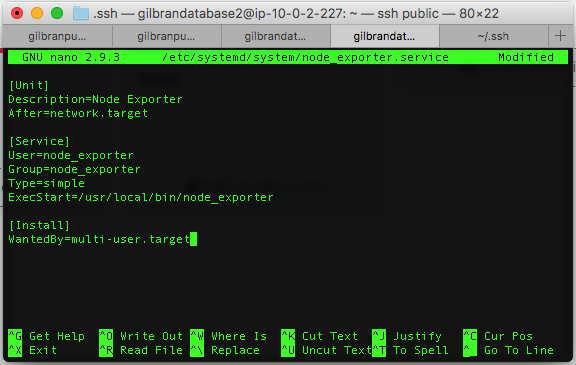 .ssh — gilbrandatabase2@ip-10-0-2-227: ~ — ssh public — 80×22
gilbranpu... gilbranpu... gilbrandat... gilbrandat... ~/.ssh +
GNU nano 2.9.3 /etc/systemd/system/node_exporter.service Modified
[Unit]
Description=Node Exporter
After=network.target
[Service]
User=node_exporter
Group=node_exporter
Type=simple
ExecStart=/usr/local/bin/node_exporter
[Install]
WantedBy=multi-user.target
^G Get Help ^O Write Out ^W Where Is ^K Cut Text ^J Justify ^C Cur Pos
^X Exit ^R Read File ^\ Replace ^U Uncut Text ^T To Spell ^_ Go To Line